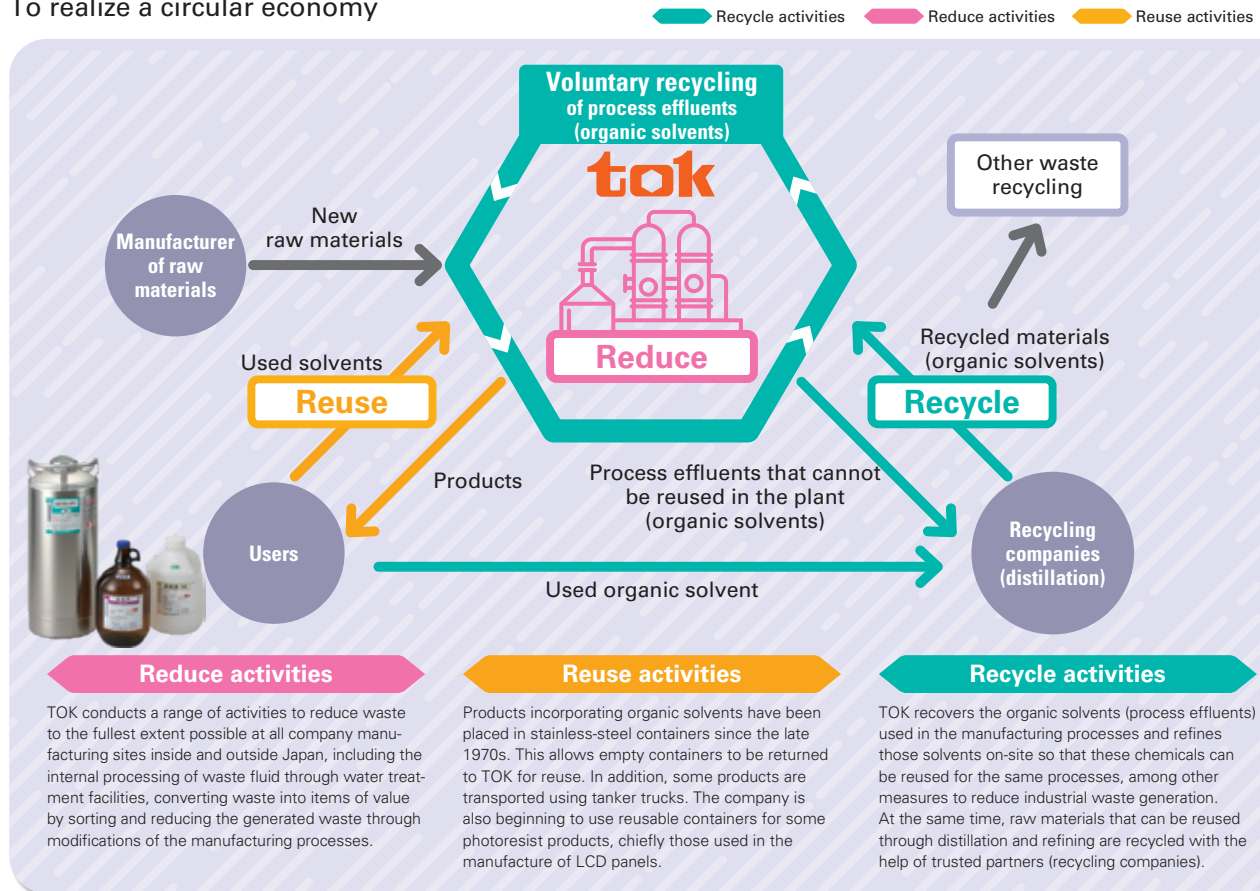 To realize a circular economy
Recycle activities
Reduce activities
Reuse activities
Voluntary recycling
of process effluents
(organic solvents)
tok
Other waste
recycling
New
raw materials
Manufacturer
of raw
materials
Reduce
Used solvents
Reuse
Recycled materials
(organic solvents)
Recycle
Products
Process effluents that cannot
be reused in the plant
(organic solvents)
Users
Recycling
companies
(distillation)
Used organic solvent
Reduce activities
TOK conducts a range of activities to reduce waste
to the fullest extent possible at all company manu-
facturing sites inside and outside Japan, including the
internal processing of waste fluid through water treat-
ment facilities, converting waste into items of value
by sorting and reducing the generated waste through
modifications of the manufacturing processes.
Reuse activities
Products incorporating organic solvents have been
placed in stainless-steel containers since the late
1970s. This allows empty containers to be returned
to TOK for reuse. In addition, some products are
transported using tanker trucks. The company is
also beginning to use reusable containers for some
photoresist products, chiefly those used in the
manufacture of LCD panels.
Recycle activities
TOK recovers the organic solvents (process effluents)
used in the manufacturing processes and refines
those solvents on-site so that these chemicals can
be reused for the same processes, among other
measures to reduce industrial waste generation.
At the same time, raw materials that can be reused
through distillation and refining are recycled with the
help of trusted partners (recycling companies).